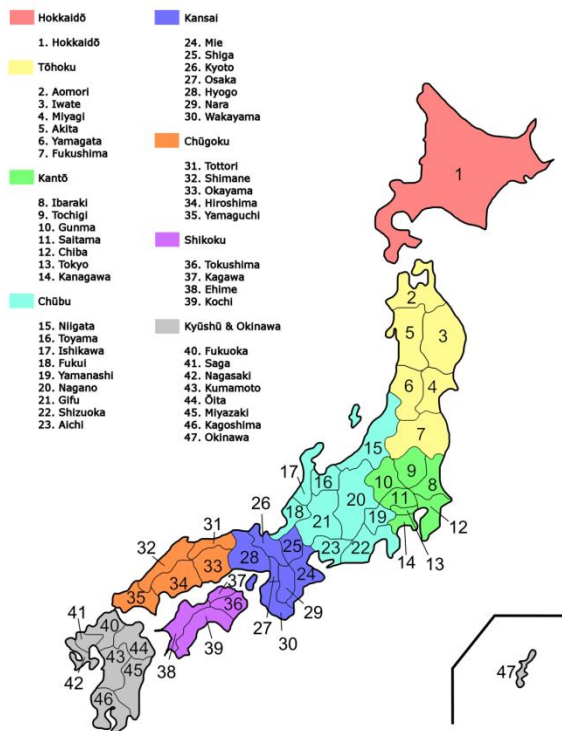 Hokkaidō
1. Hokkaidō
Tōhoku
2. Aomori
3. Iwate
4. Miyagi
5. Akita
6. Yamagata
7. Fukushima
Kantō
8. Ibaraki
9. Tochigi
10. Gunma
11. Saitama
12. Chiba
13. Tokyo
14. Kanagawa
Chūbu
15. Niigata
16. Toyama
17. Ishikawa
18. Fukui
19. Yamanashi
20. Nagano
21. Gifu
22. Shizuoka
23. Aichi
Kansai
24. Mie
25. Shiga
26. Kyoto
27. Osaka
28. Hyogo
29. Nara
30. Wakayama
Chūgoku
31. Tottori
32. Shimane
33. Okayama
34. Hiroshima
35. Yamaguchi
Shikoku
36. Tokushima
37. Kagawa
38. Ehime
39. Kochi
Kyūshū & Okinawa
40. Fukuoka
41. Saga
42. Nagasaki
43. Kumamoto
44. Ōita
45. Miyazaki
46. Kagoshima
47. Okinawa
1
2
5
3
6
4
7
15
9
10
8
17
16
20
11
18
21
19
12
13
14
23
22
26
31
25
32
28
24
33
34
37
29
35
36
27
30
41
40
39
38
44
43
42
45
46
47